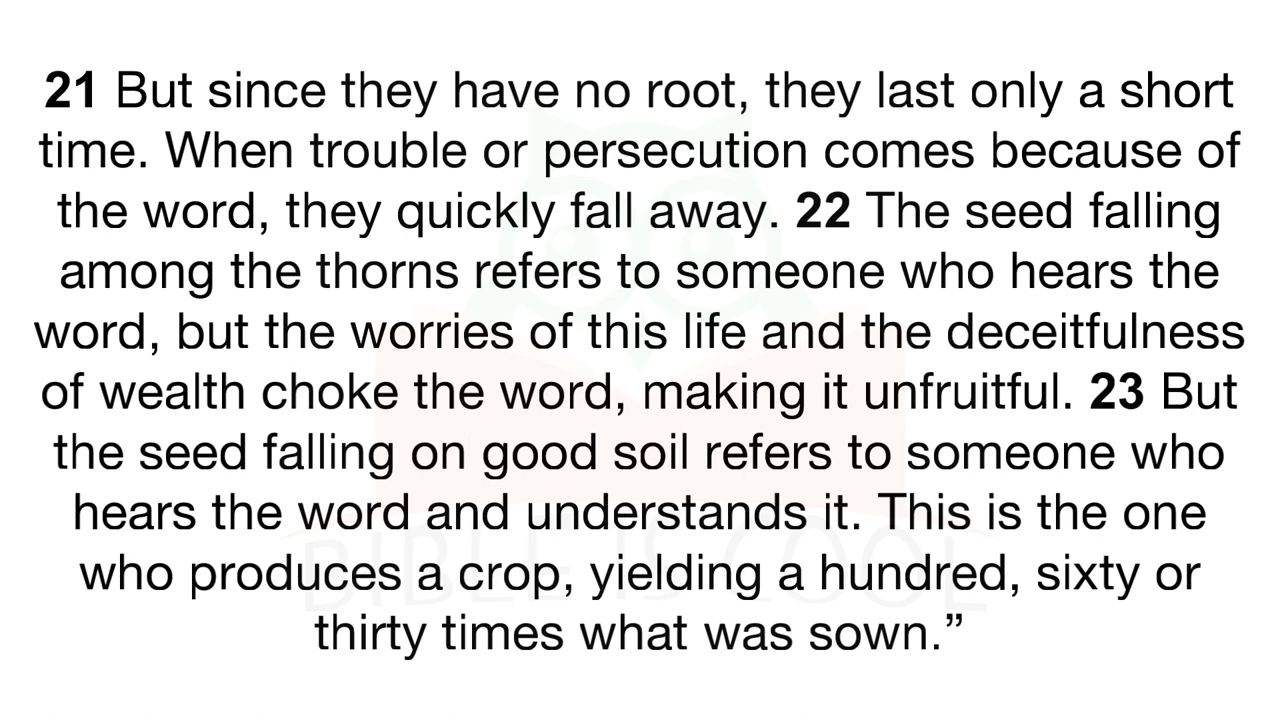 21 But since they have no root, they last only a short
time. When trouble or persecution comes because of
the word, they quickly fall away. 22 The seed falling
among the thorns refers to someone who hears the
word, but the worries of this life and the deceitfulness
of wealth choke the word, making it unfruitful. 23 But
the seed falling on good soil refers to someone who
hears the word and understands it. This is the one
who produces a crop, yielding a hundred, sixty or
thirty times what was sown.”
BIBLE IS COOL